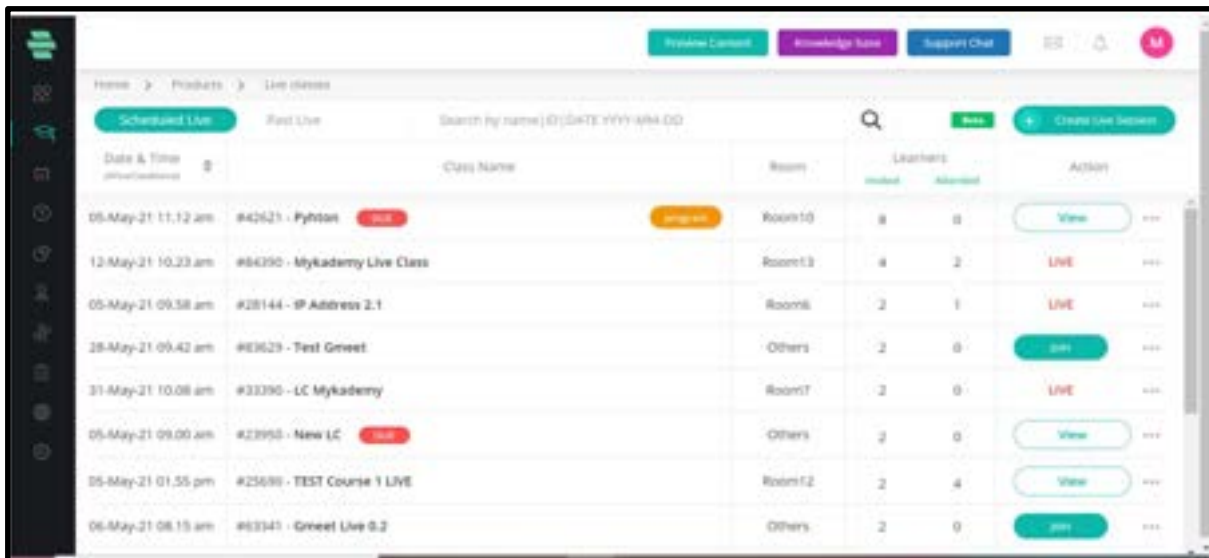 Preview Content Knowledge base Support Chat M
Home > Products > Live classes
Scheduled Live Past Live Search by name|ID|DATE YYYY-MM-DD Beta + Create Live Session
Date & Time Class Name Room Learners Action
Invited Attended
05-May-21 11.12 am #42621 - Pyhton program Room10 8 0 View
12-May-21 10.23 am #84390 - Mykademy Live Class Room13 4 2 LIVE
05-May-21 09.58 am #28144 - IP Address 2.1 Room6 2 1 LIVE
28-May-21 09.42 am #83629 - Test Gmeet Others 2 0 Join
31-May-21 10.08 am #33390 - LC Mykademy Room7 2 0 LIVE
05-May-21 09.00 am #23950 - New LC Others 2 0 View
05-May-21 01.55 pm #25690 - TEST Course 1 LIVE Room12 2 4 View
06-May-21 08.15 am #63341 - Gmeet Live 0.2 Others 2 0 Join